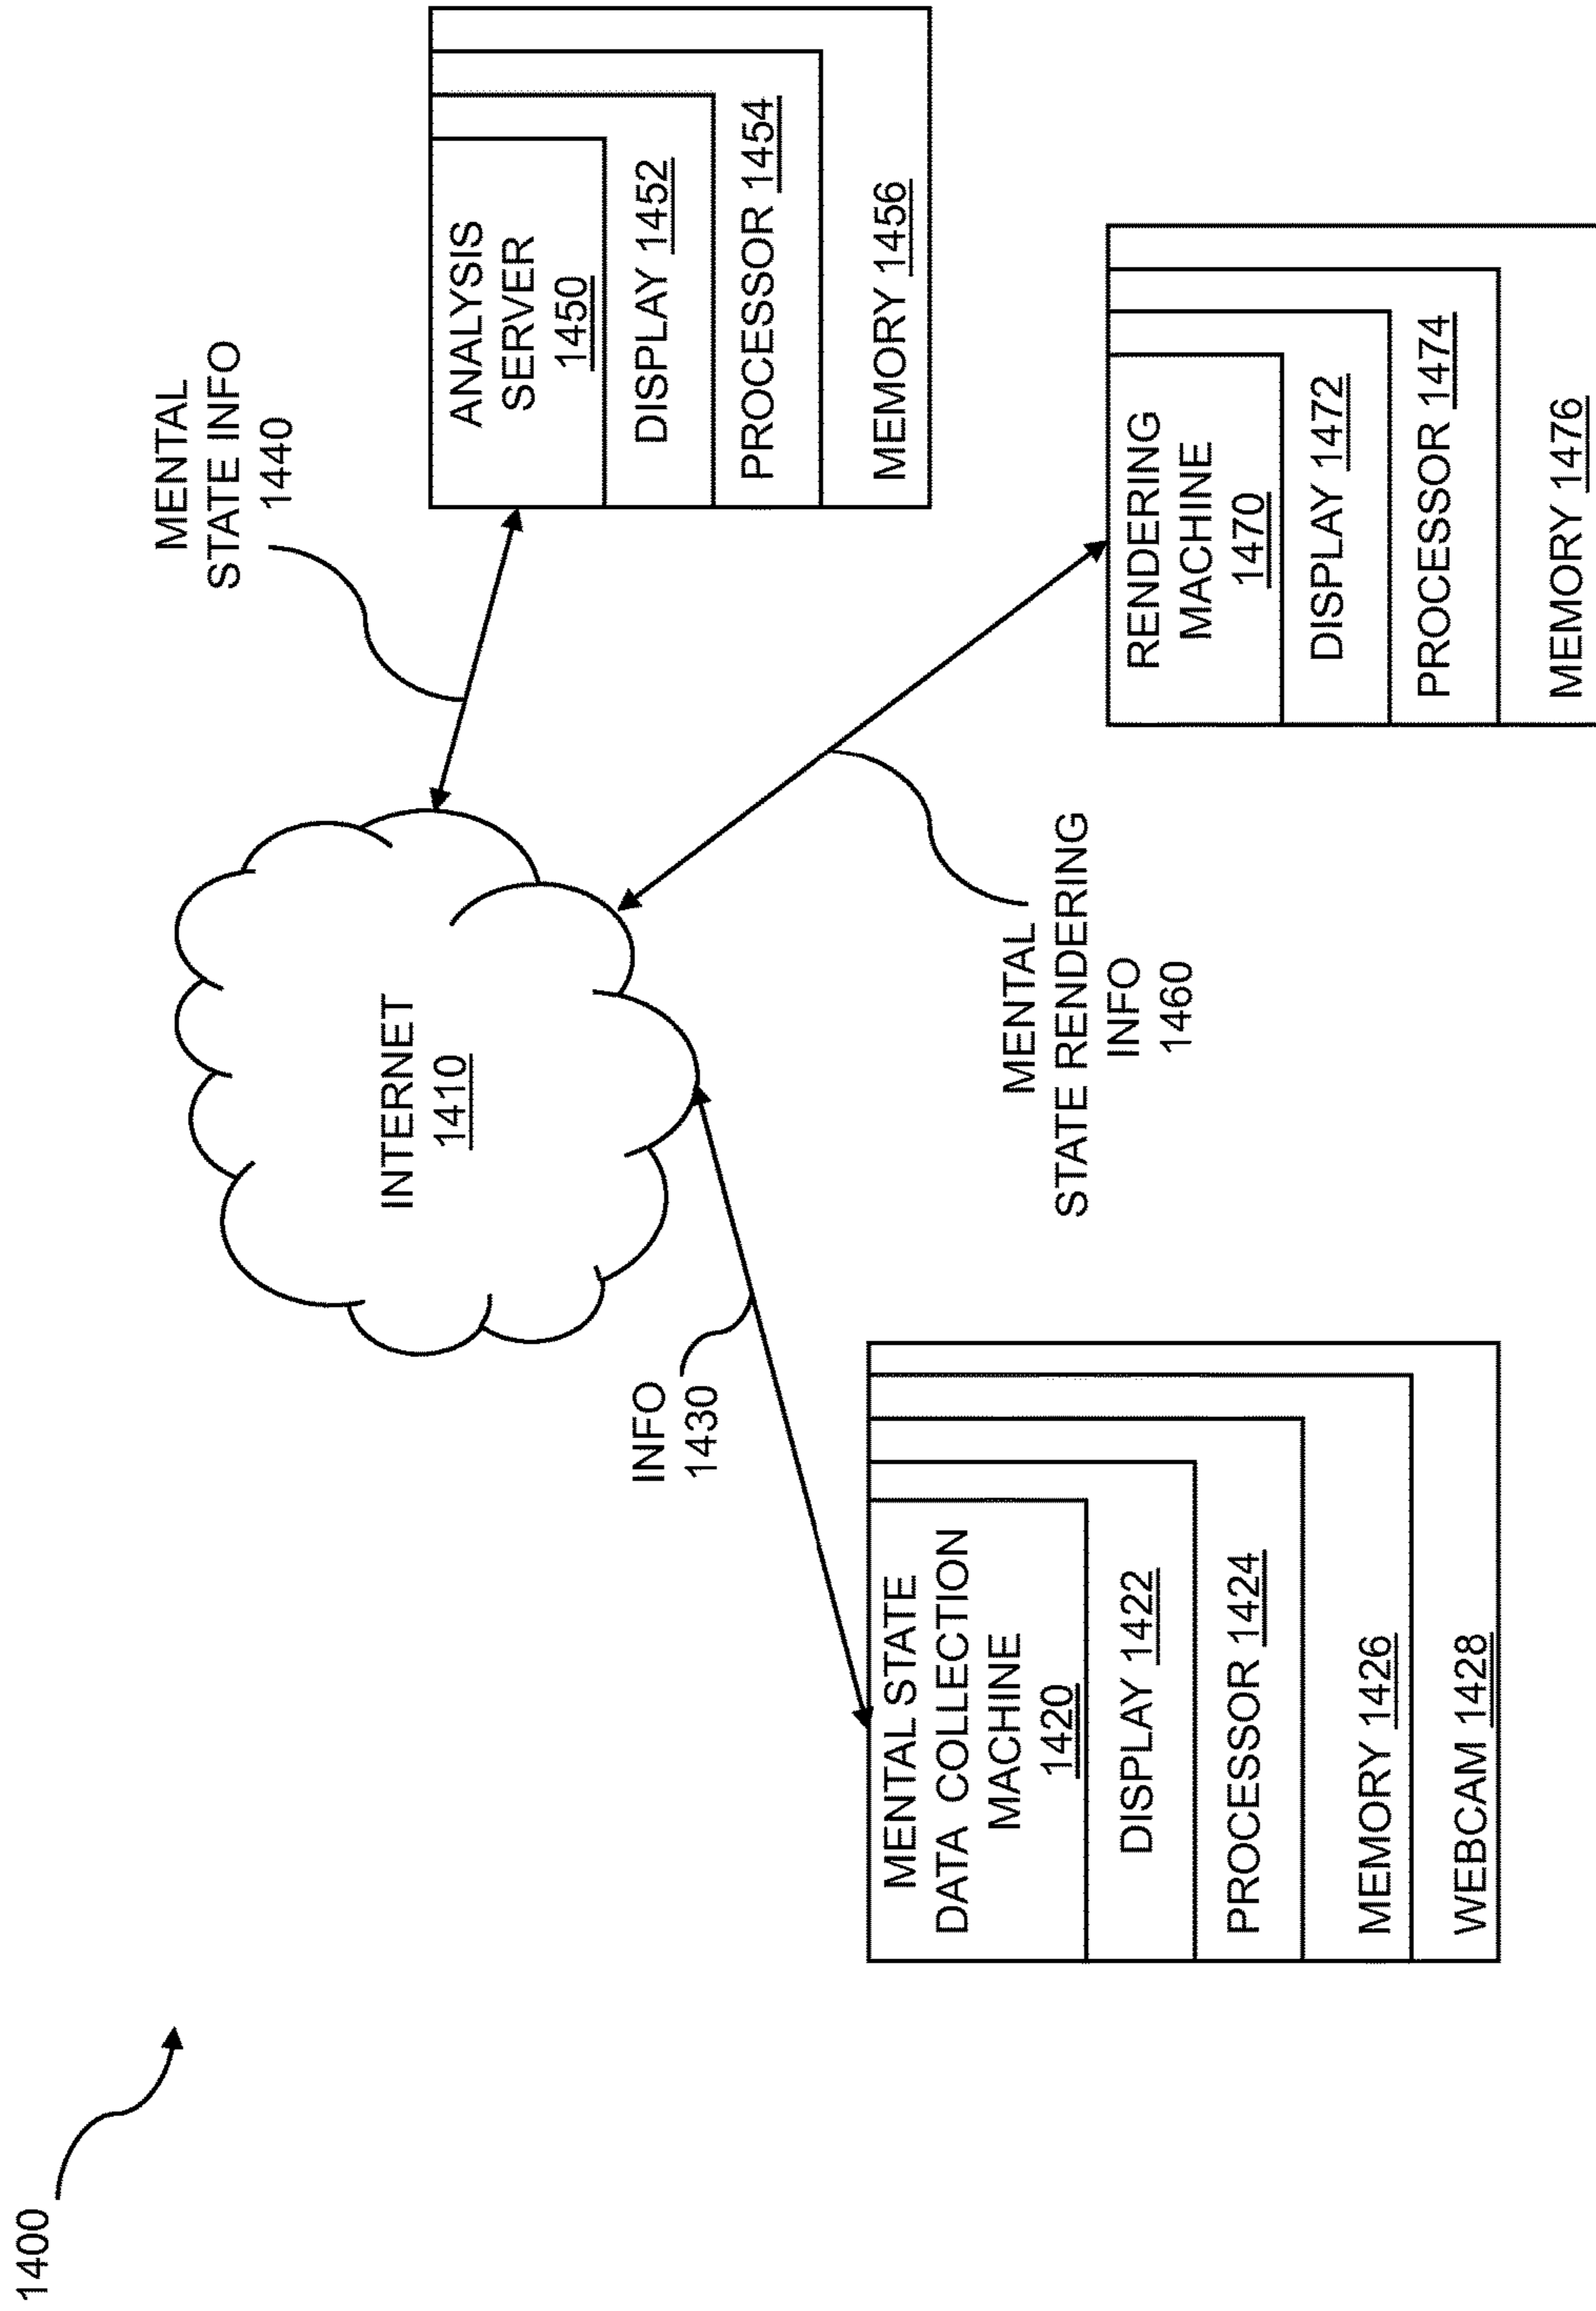 1400
INTERNET
1410
MENTAL
STATE INFO
1440
ANALYSIS
SERVER
1450
DISPLAY 1452
PROCESSOR 1454
MEMORY 1456
INFO
1430
MENTAL STATE
DATA COLLECTION
MACHINE
1420
DISPLAY 1422
PROCESSOR 1424
MEMORY 1426
WEBCAM 1428
MENTAL
STATE RENDERING
INFO
1460
RENDERING
MACHINE
1470
DISPLAY 1472
PROCESSOR 1474
MEMORY 1476